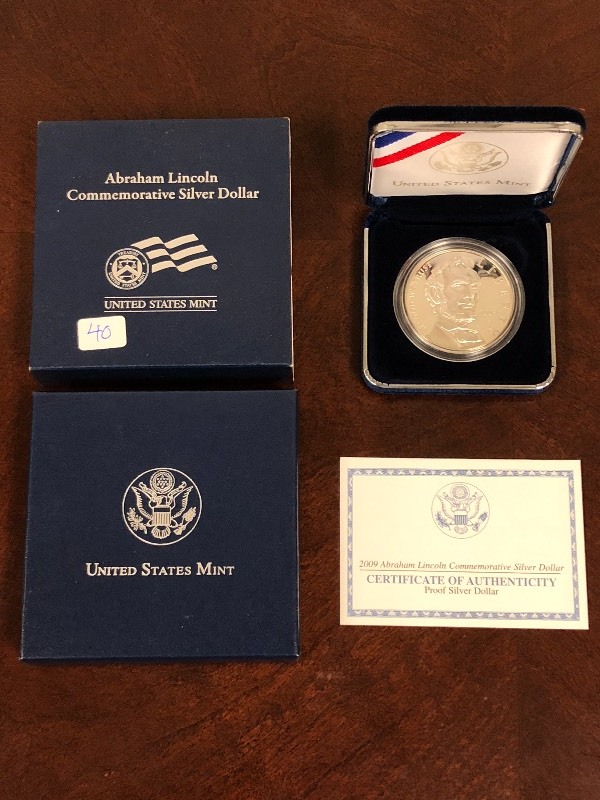 Abraham Lincoln
Commemorative Silver Dollar
UNITED STATES MINT
40
UNITED STATES MINT
UNITED STATES MINT
2009 Abraham Lincoln Commemorative Silver Dollar
CERTIFICATE OF AUTHENTICITY
Proof Silver Dollar